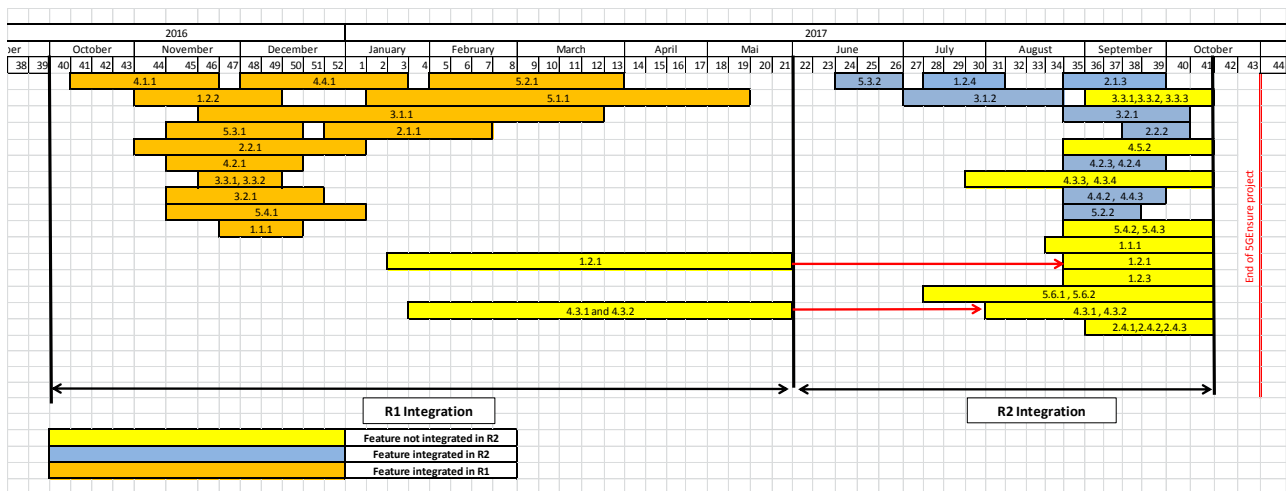 2016 2017
ber October November December January February March April Mai June July August September October
38 39 40 41 42 43 44 45 46 47 48 49 50 51 52 1 2 3 4 5 6 7 8 9 10 11 12 13 14 15 16 17 18 19 20 21 22 23 24 25 26 27 28 29 30 31 32 33 34 35 36 37 38 39 40 41 42 43 44
4.1.1 4.4.1 5.2.1 5.3.2 1.2.4 2.1.3
1.2.2 5.1.1 3.1.2 3.3.1,3.3.2, 3.3.3
3.1.1 3.2.1
5.3.1 2.1.1 2.2.2
2.2.1 4.5.2
4.2.1 4.2.3, 4.2.4
3.3.1, 3.3.2 4.3.3, 4.3.4
3.2.1 4.4.2 , 4.4.3
5.4.1 5.2.2
1.1.1 5.4.2, 5.4.3
1.1.1
1.2.1 1.2.1
1.2.3
5.6.1 , 5.6.2
4.3.1 and 4.3.2 4.3.1 , 4.3.2
2.4.1,2.4.2,2.4.3
End of 5GEnsure project
R1 Integration R2 Integration
Feature not integrated in R2
Feature integrated in R2
Feature integrated in R1